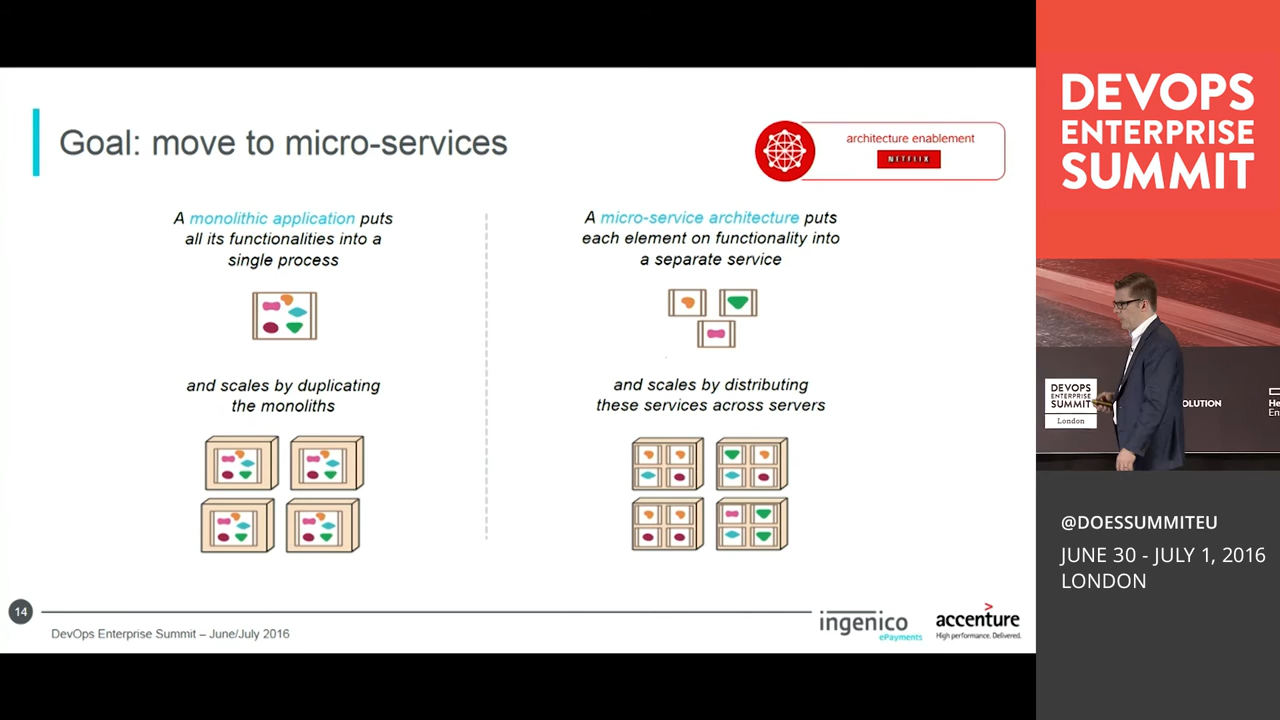 Goal: move to micro-services
architecture enablement
NETFLIX
A monolithic application puts
all its functionalities into a
single process
and scales by duplicating
the monoliths
A micro-service architecture puts
each element on functionality into
a separate service
and scales by distributing
these services across servers
14
DevOps Enterprise Summit – June/July 2016
ingenico
ePayments
accenture
High performance. Delivered.
DEVOPS
ENTERPRISE
SUMMIT
DEVOPS
ENTERPRISE
SUMMIT
London
OLUTION
He
En
@DOESSUMMITEU
JUNE 30 - JULY 1, 2016
LONDON